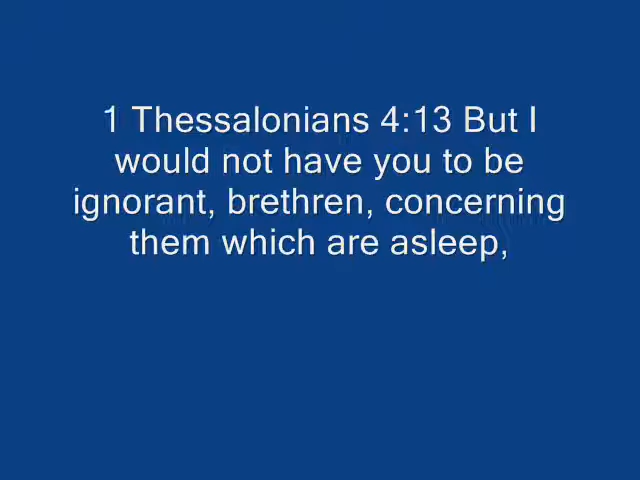 1 Thessalonians 4:13 But I
would not have you to be
ignorant, brethren, concerning
them which are asleep,